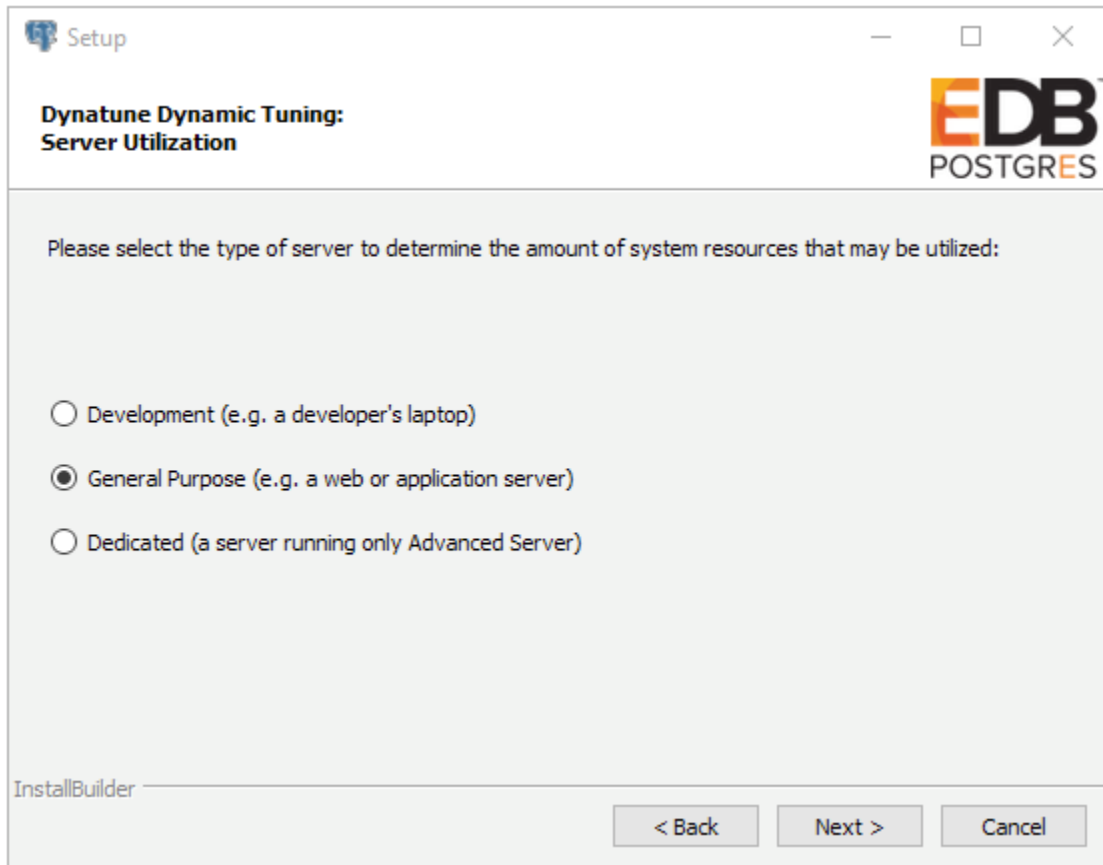 Setup
Dynatune Dynamic Tuning:
Server Utilization
EDB
POSTGRES
Please select the type of server to determine the amount of system resources that may be utilized:
Development (e.g. a developer's laptop)
General Purpose (e.g. a web or application server)
Dedicated (a server running only Advanced Server)
InstallBuilder
< Back
Next >
Cancel